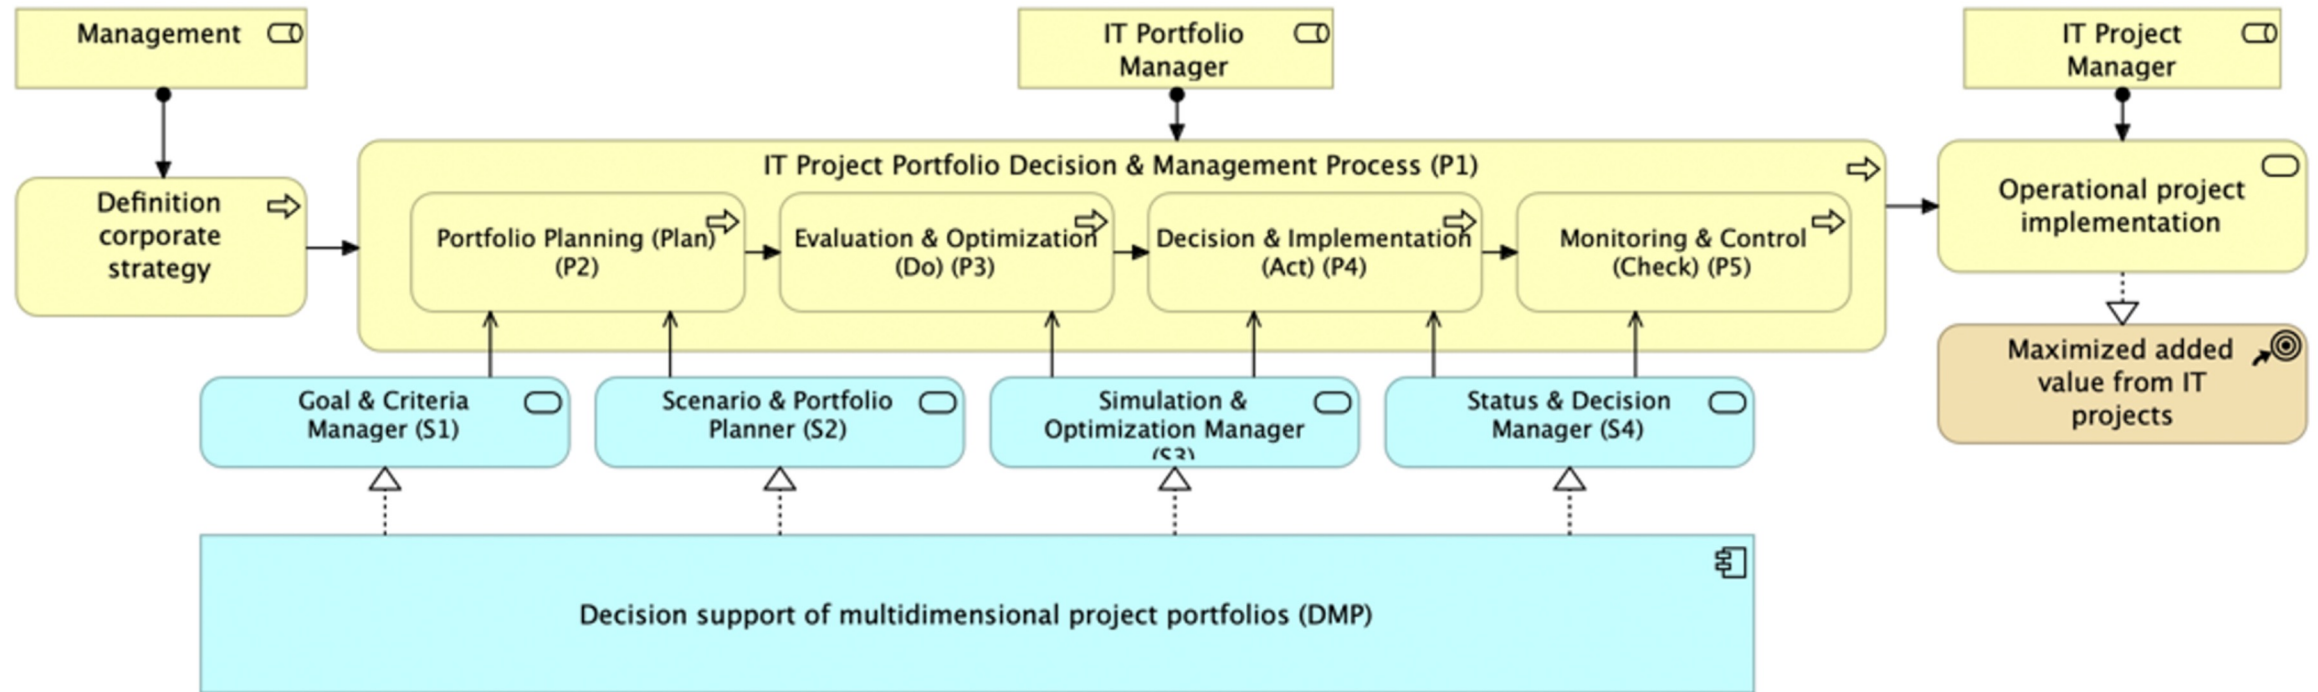 Management
IT Portfolio
Manager
IT Project
Manager
Definition
corporate
strategy
IT Project Portfolio Decision & Management Process (P1)
Portfolio Planning (Plan)
(P2)
Evaluation & Optimization
(Do) (P3)
Decision & Implementation
(Act) (P4)
Monitoring & Control
(Check) (P5)
Operational project
implementation
Goal & Criteria
Manager (S1)
Scenario & Portfolio
Planner (S2)
Simulation &
Optimization Manager
(S3)
Status & Decision
Manager (S4)
Maximized added
value from IT
projects
Decision support of multidimensional project portfolios (DMP)